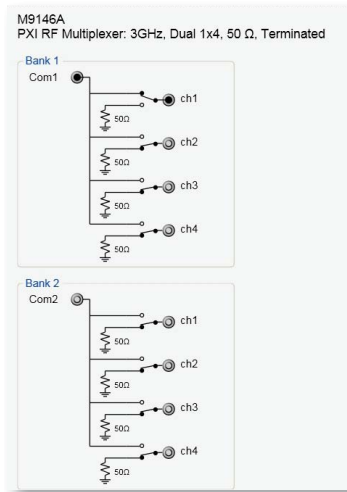 M9146A
PXI RF Multiplexer: 3GHz, Dual 1x4, 50 Ω, Terminated
Bank 1
Com1
ch1
50Ω
ch2
50Ω
ch3
50Ω
ch4
50Ω
Bank 2
Com2
ch1
50Ω
ch2
50Ω
ch3
50Ω
ch4
50Ω